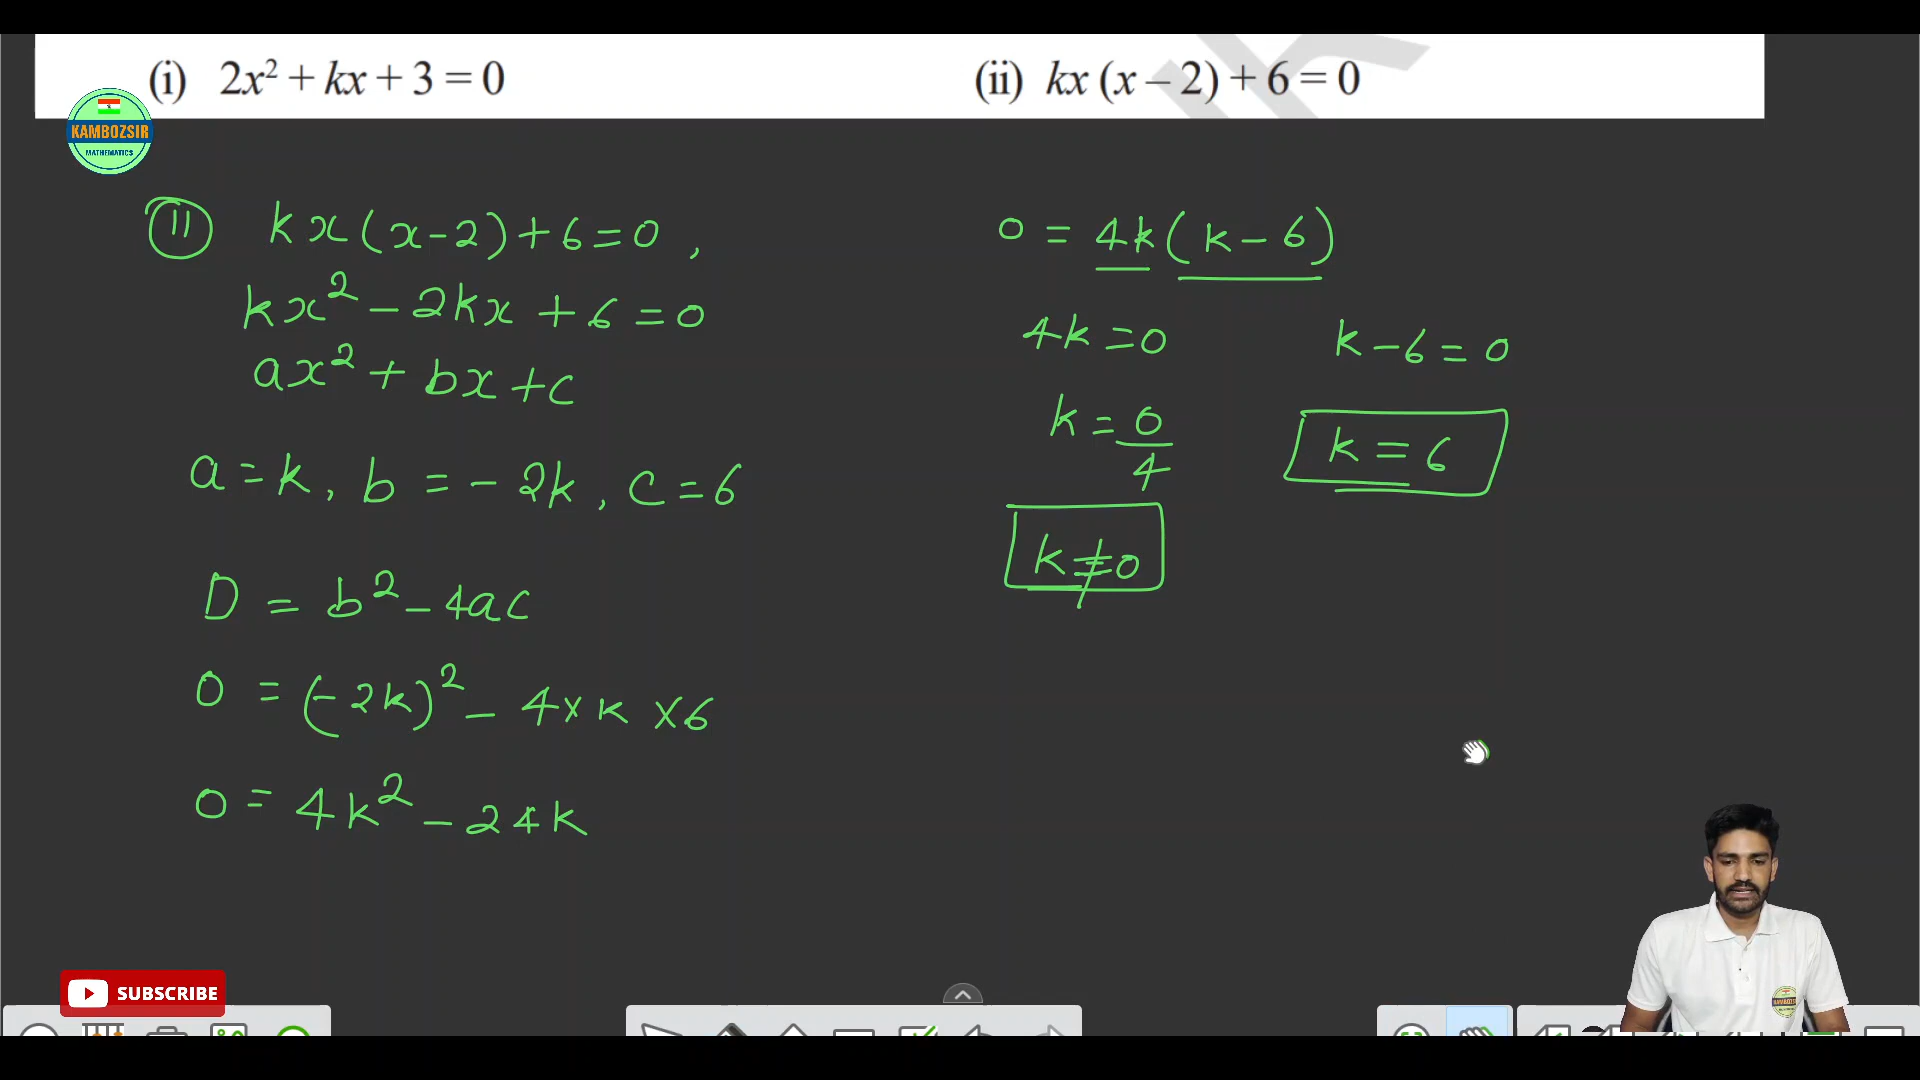 (i) 2x² + kx + 3 = 0
(ii) kx (x – 2) + 6 = 0
KAMBOZSIR
MATHEMATICS
(II) kx(x-2)+6=0,
kx² - 2kx + 6 = 0
ax² + bx + c
a = k, b = - 2k, c = 6
D = b² - 4ac
0 = (-2k)² - 4×k×6
0 = 4k² - 24k
0 = 4k(k-6)
4k = 0
k = 0/4
k ≠ 0
k - 6 = 0
k = 6
SUBSCRIBE